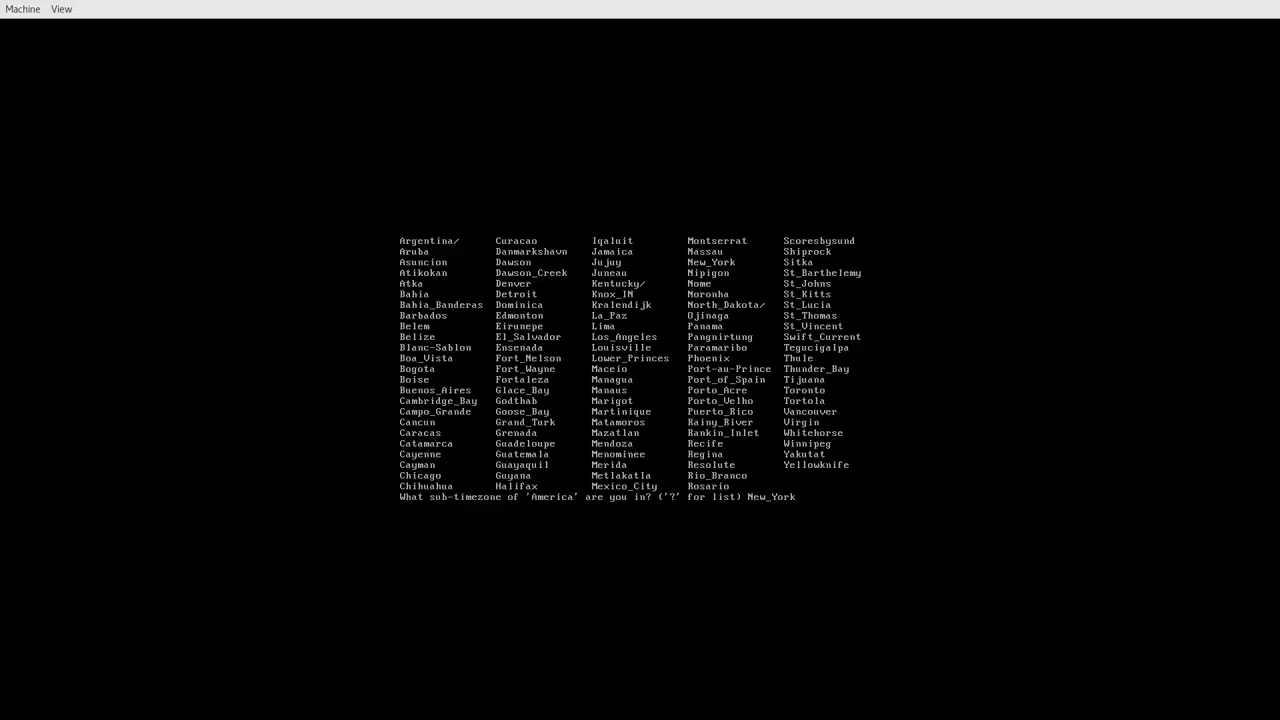 Machine View
Argentina/ Curacao Iqaluit Montserrat Scoresbysund
Aruba Danmarkshavn Jamaica Nassau Shiprock
Asuncion Dawson Jujuy New_York Sitka
Atikokan Dawson_Creek Juneau Nipigon St_Barthelemy
Atka Denver Kentucky/ Nome St_Johns
Bahia Detroit Knox_IN Noronha St_Kitts
Bahia_Banderas Dominica Kralendijk North_Dakota/ St_Lucia
Barbados Edmonton La_Paz Ojinaga St_Thomas
Belem Eirunepe Lima Panama St_Vincent
Belize El_Salvador Los_Angeles Pangnirtung Swift_Current
Blanc-Sablon Ensenada Louisville Paramaribo Tegucigalpa
Boa_Vista Fort_Nelson Lower_Princes Phoenix Thule
Bogota Fort_Wayne Maceio Port-au-Prince Thunder_Bay
Boise Fortaleza Managua Port_of_Spain Tijuana
Buenos_Aires Glace_Bay Manaus Porto_Acre Toronto
Cambridge_Bay Godthab Marigot Porto_Velho Tortola
Campo_Grande Goose_Bay Martinique Puerto_Rico Vancouver
Cancun Grand_Turk Matamoros Rainy_River Virgin
Caracas Grenada Mazatlan Rankin_Inlet Whitehorse
Catamarca Guadeloupe Mendoza Recife Winnipeg
Cayenne Guatemala Menominee Regina Yakutat
Cayman Guayaquil Merida Resolute Yellowknife
Chicago Guyana Metlakatla Rio_Branco
Chihuahua Halifax Mexico_City Rosario
What sub-timezone of 'America' are you in? ('?' for list) New_York